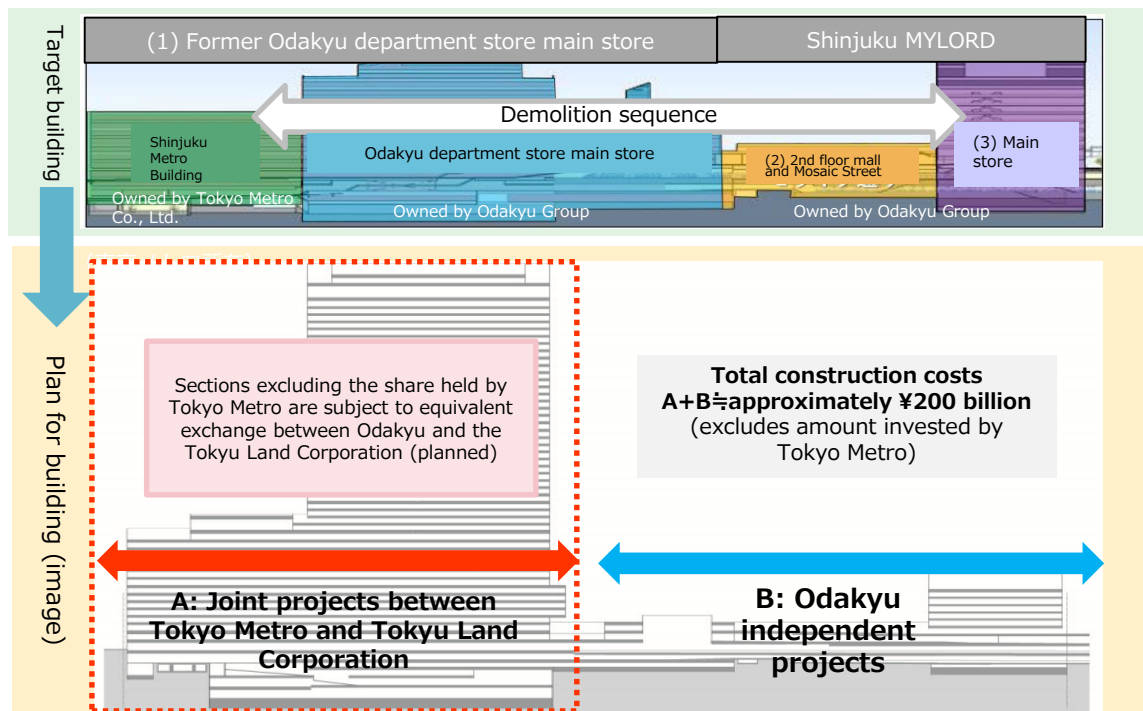 Target building
(1) Former Odakyu department store main store
Shinjuku MYLORD
Demolition sequence
Shinjuku
Metro
Building
Odakyu department store main store
(2) 2nd floor mall
and Mosaic Street
(3) Main
store
Owned by Tokyo Metro
Co., Ltd.
Owned by Odakyu Group
Owned by Odakyu Group
Plan for building (image)
Sections excluding the share held by
Tokyo Metro are subject to equivalent
exchange between Odakyu and the
Tokyu Land Corporation (planned)
Total construction costs
A+B≒approximately ¥200 billion
(excludes amount invested by
Tokyo Metro)
A: Joint projects between
Tokyo Metro and Tokyu Land
Corporation
B: Odakyu
independent
projects